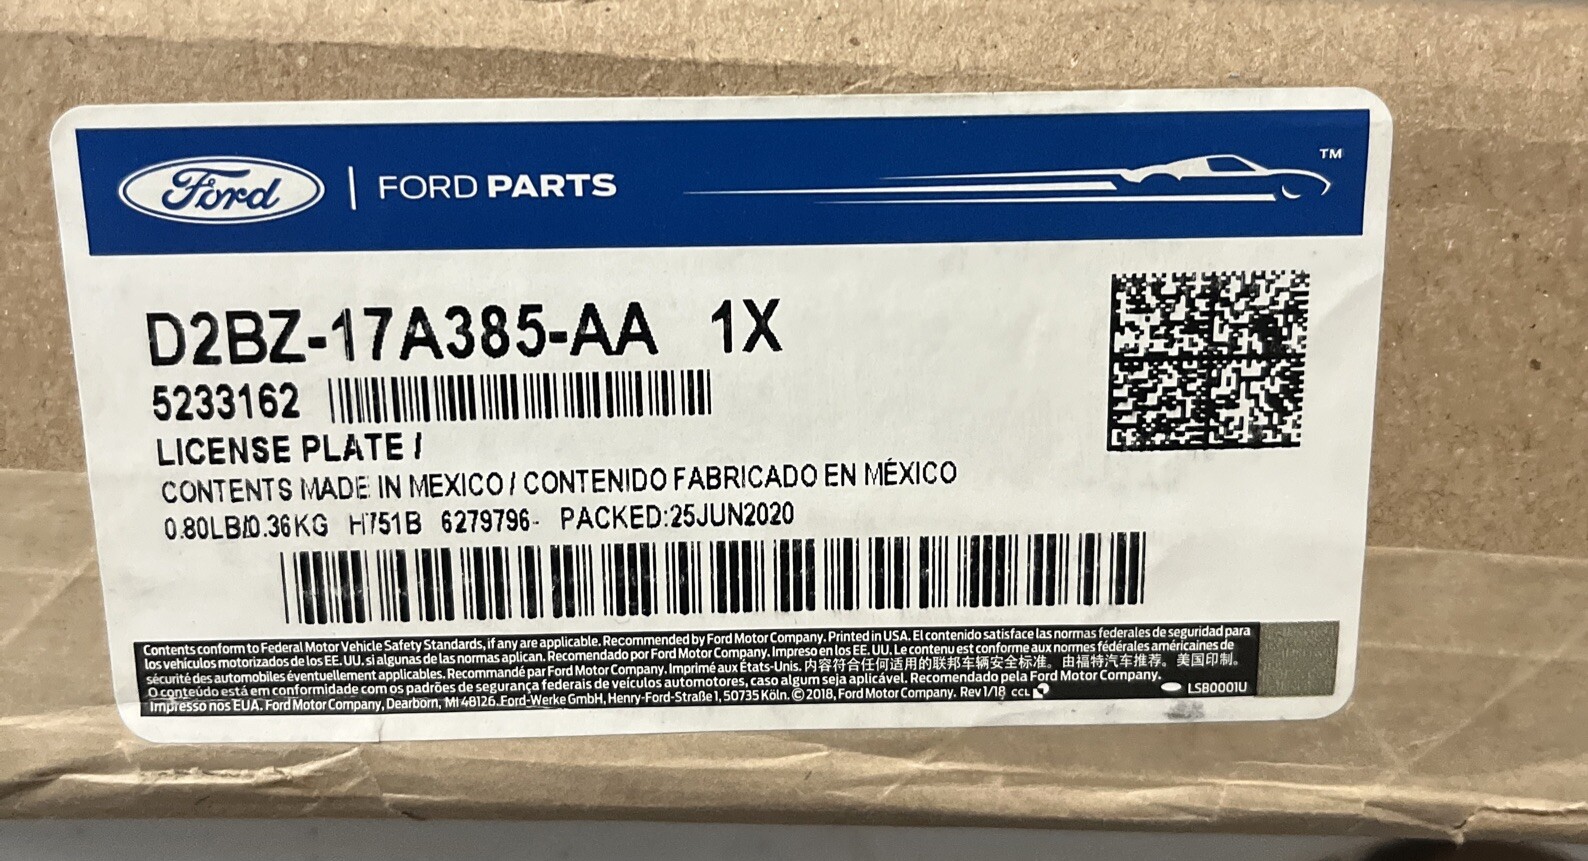 Ford | FORD PARTS ™
D2BZ-17A385-AA 1X
5233162
LICENSE PLATE /
CONTENTS MADE IN MEXICO / CONTENIDO FABRICADO EN MÉXICO
0.80LB/0.36KG H751B 6279796- PACKED:25JUN2020
Contents conform to Federal Motor Vehicle Safety Standards, if any are applicable. Recommended by Ford Motor Company. Printed in USA. El contenido satisface las normas federales de seguridad para
los vehículos motorizados de los EE. UU. si algunas de las normas aplican. Recomendado por Ford Motor Company. Impreso en los EE. UU. Le contenu est conforme aux normes fédérales américaines de
sécurité des automobiles éventuellement applicables. Recommandé par Ford Motor Company. Imprimé aux États-Unis. 内容符合任何适用的联邦车辆安全标准。由福特汽车推荐。美国印制。
O conteúdo está em conformidade com os padrões de segurança federais de veículos automotores, caso algum seja aplicável. Recomendado pela Ford Motor Company.
Impresso nos EUA. Ford Motor Company, Dearborn, MI 48126. Ford-Werke GmbH, Henry-Ford-Straße 1, 50735 Köln. © 2018, Ford Motor Company. Rev 1/18 CCL LSB0001U